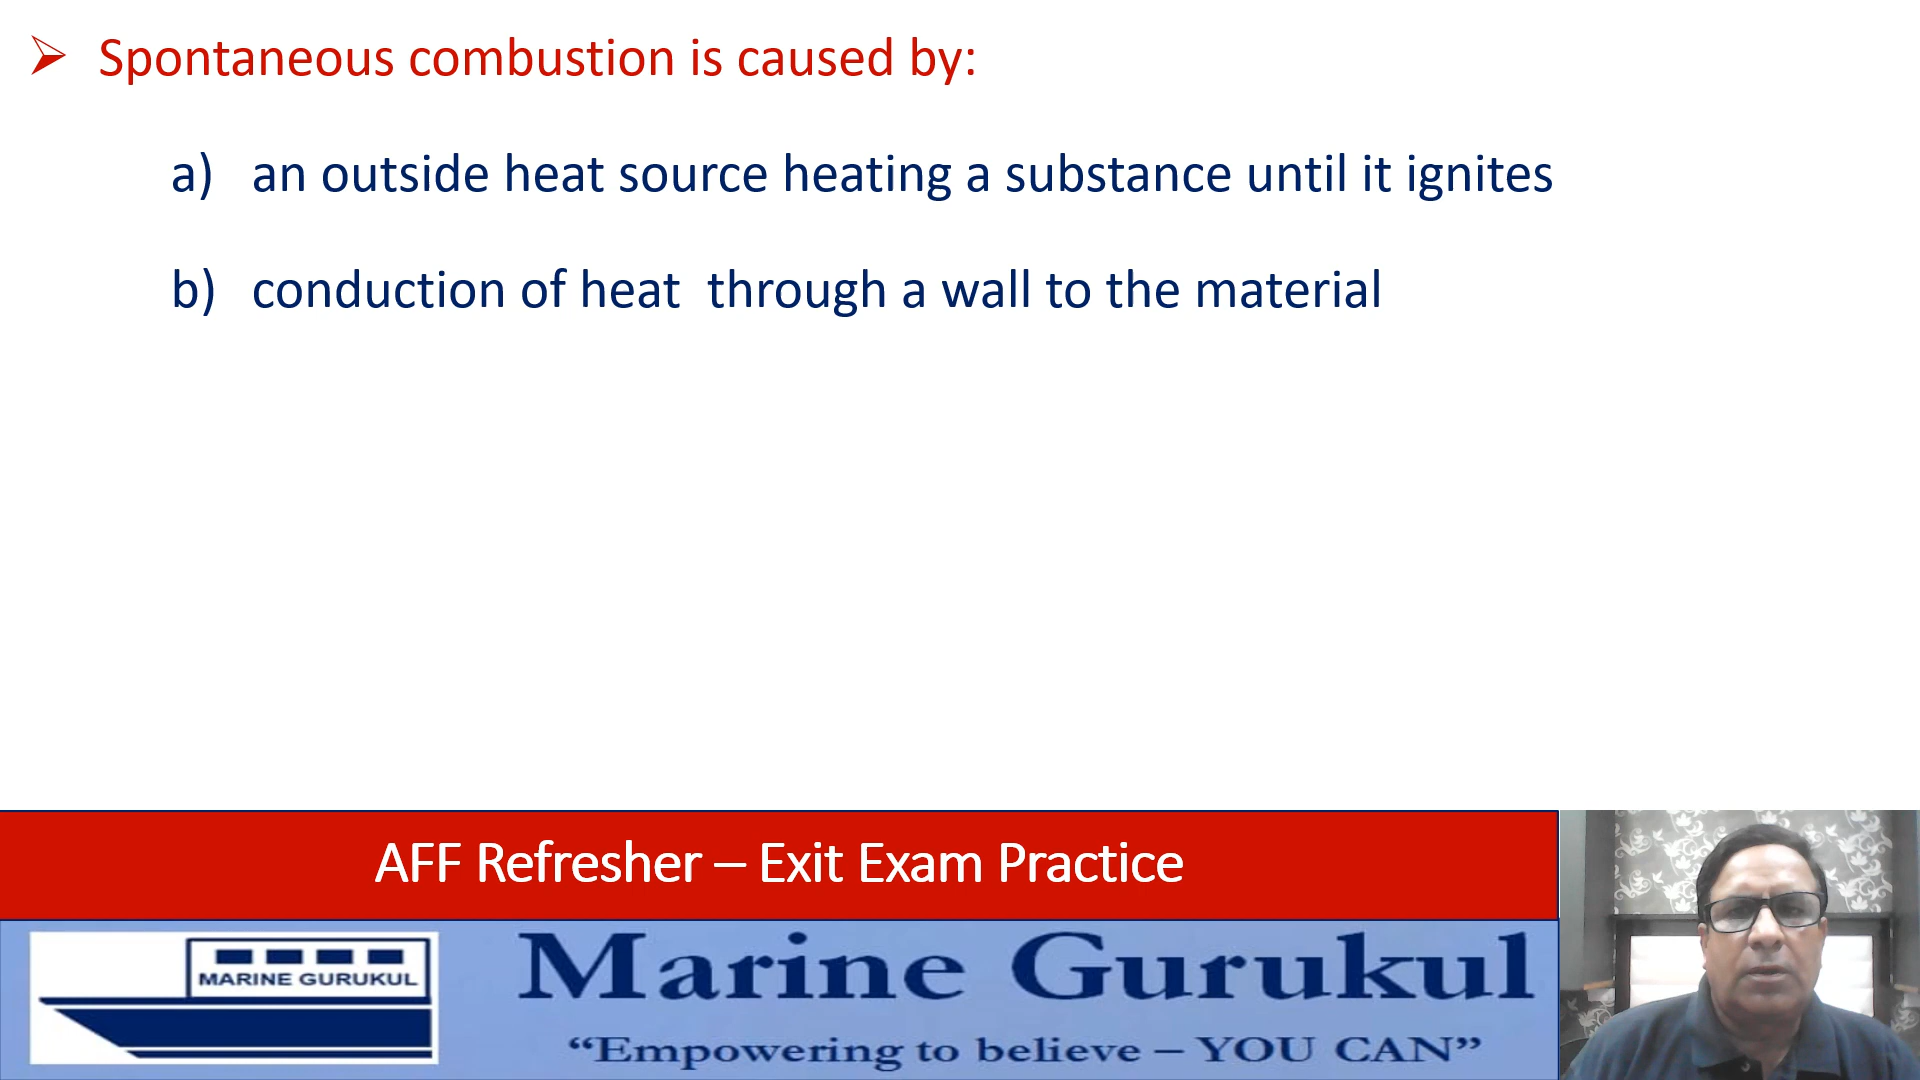 Spontaneous combustion is caused by:
a) an outside heat source heating a substance until it ignites
b) conduction of heat through a wall to the material
AFF Refresher – Exit Exam Practice
MARINE GURUKUL
Marine Gurukul
“Empowering to believe – YOU CAN”